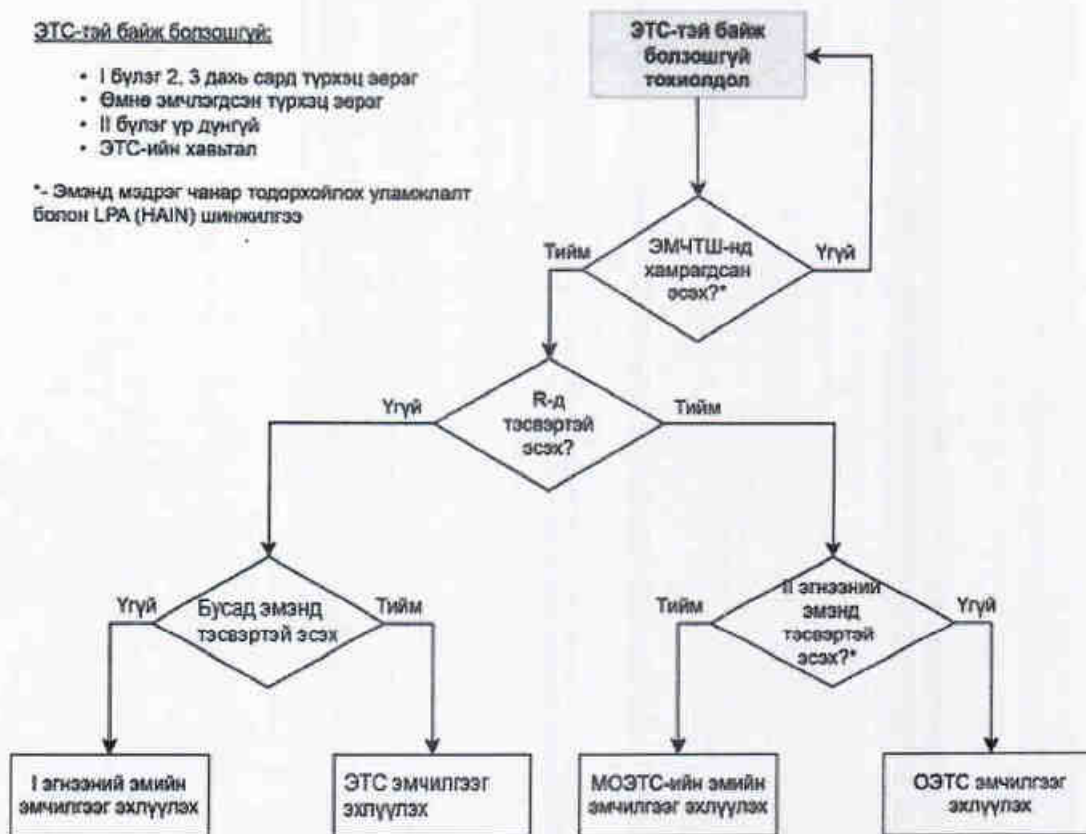 ЭТС-тэй байж болзошгүй:
• I бүлэг 2, 3 дахь сард түрхэц эерэг
• Өмнө эмчлэгдсэн түрхэц эерэг
• II бүлэг үр дүнгүй
• ЭТС-ийн хавьтал
*- Эмэнд мэдрэг чанар тодорхойлох уламжлалт
болон LPA (HAIN) шинжилгээ
ЭТС-тэй байж
болзошгүй
тохиолдол
ЭМЧТШ-нд
хамрагдсан
эсэх?*
Тийм
Үгүй
R-д
тэсвэртэй
эсэх?
Үгүй
Тийм
Бусад эмэнд
тэсвэртэй эсэх
Үгүй
Тийм
II эгнээний
эмэнд
тэсвэртэй
эсэх?*
Тийм
Үгүй
I эгнээний эмийн
эмчилгээг эхлүүлэх
ЭТС эмчилгээг
эхлүүлэх
МОЭТС-ийн эмийн
эмчилгээг эхлүүлэх
ОЭТС эмчилгээг
эхлүүлэх